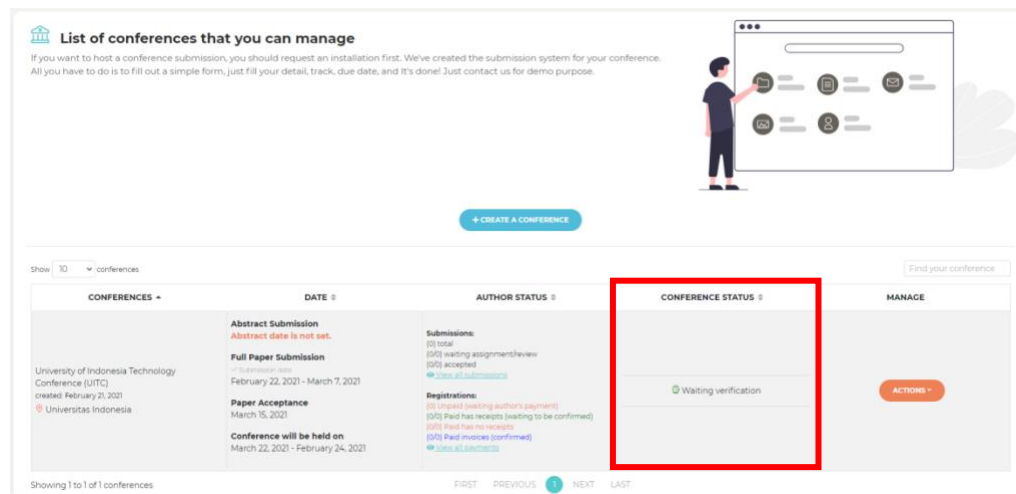 List of conferences that you can manage
If you want to host a conference submission, you should request an installation first. We've created the submission system for your conference.
All you have to do is to fill out a simple form, just fill your detail, track, due date, and It's done! Just contact us for demo purpose.
+ CREATE A CONFERENCE
Show 10 conferences
Find your conference
CONFERENCES
DATE
AUTHOR STATUS
CONFERENCE STATUS
MANAGE
University of Indonesia Technology
Conference (UITC)
created: February 21, 2021
Universitas Indonesia
Abstract Submission
Abstract date is not set.
Full Paper Submission
Submission date
February 22, 2021 - March 7, 2021
Paper Acceptance
March 15, 2021
Conference will be held on
March 22, 2021 - February 24, 2021
Submissions:
(0) total
(0/0) waiting assignment/review
(0/0) accepted
View all submissions
Registrations:
(0) Unpaid (waiting author's payment)
(0/0) Paid has receipts (waiting to be confirmed)
(0/0) Paid has no receipts
(0/0) Paid invoices (confirmed)
View all payments
Waiting verification
ACTIONS
Showing 1 to 1 of 1 conferences
FIRST PREVIOUS 1 NEXT LAST